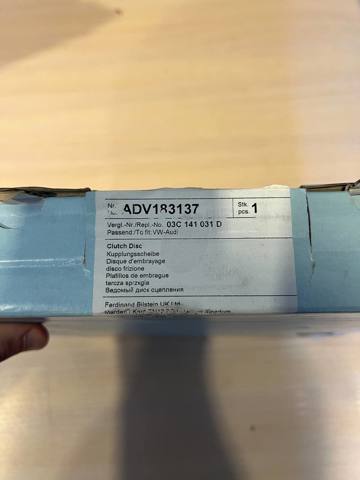 Nr. ADV183137 Stk. pcs. 1
Vergl.-Nr./Repl.-No. 03C 141 031 D
Passend./To fit: VW-Audi
Clutch Disc
Kupplungsscheibe
Disque d'embrayage
disco frizione
Platillos de embrague
tarcza sprzęgła
Ведомый диск сцепления
Ferdinand Bilstein UK Ltd.